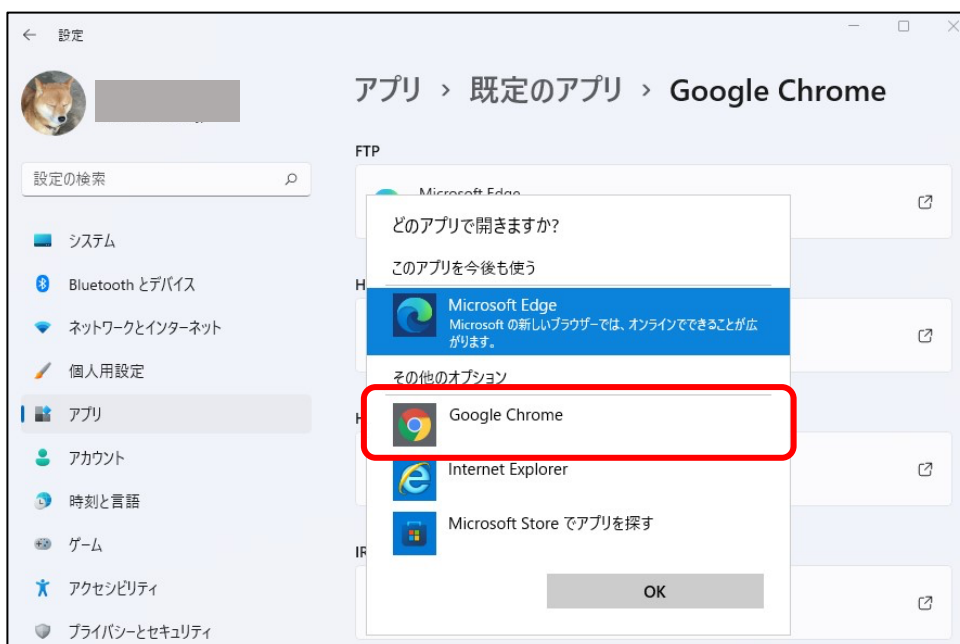 設定
アプリ › 既定のアプリ › Google Chrome
FTP
設定の検索
Microsoft Edge
どのアプリで開きますか?
システム
このアプリを今後も使う
Bluetooth とデバイス
H
Microsoft Edge
Microsoft の新しいブラウザーでは、オンラインでできることが広
がります。
ネットワークとインターネット
個人用設定
その他のオプション
アプリ
H
Google Chrome
アカウント
Internet Explorer
時刻と言語
Microsoft Store でアプリを探す
ゲーム
IR
アクセシビリティ
OK
プライバシーとセキュリティ